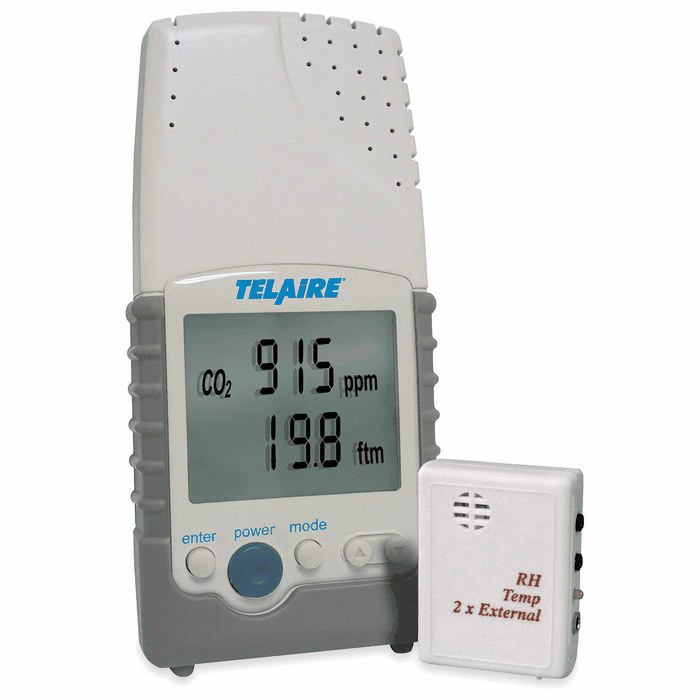 TELAIRE
CO2 915 ppm
19.8 ftm
enter power mode
RH
Temp
2 x External